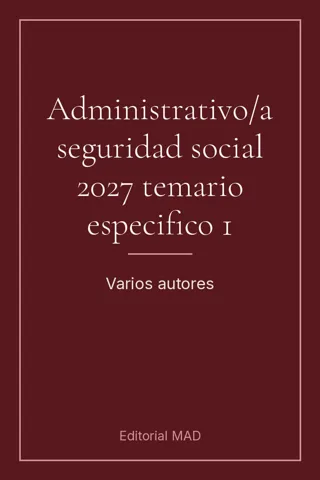 Administrativo/a
seguridad social
2027 temario
especifico 1
Varios autores
Editorial MAD